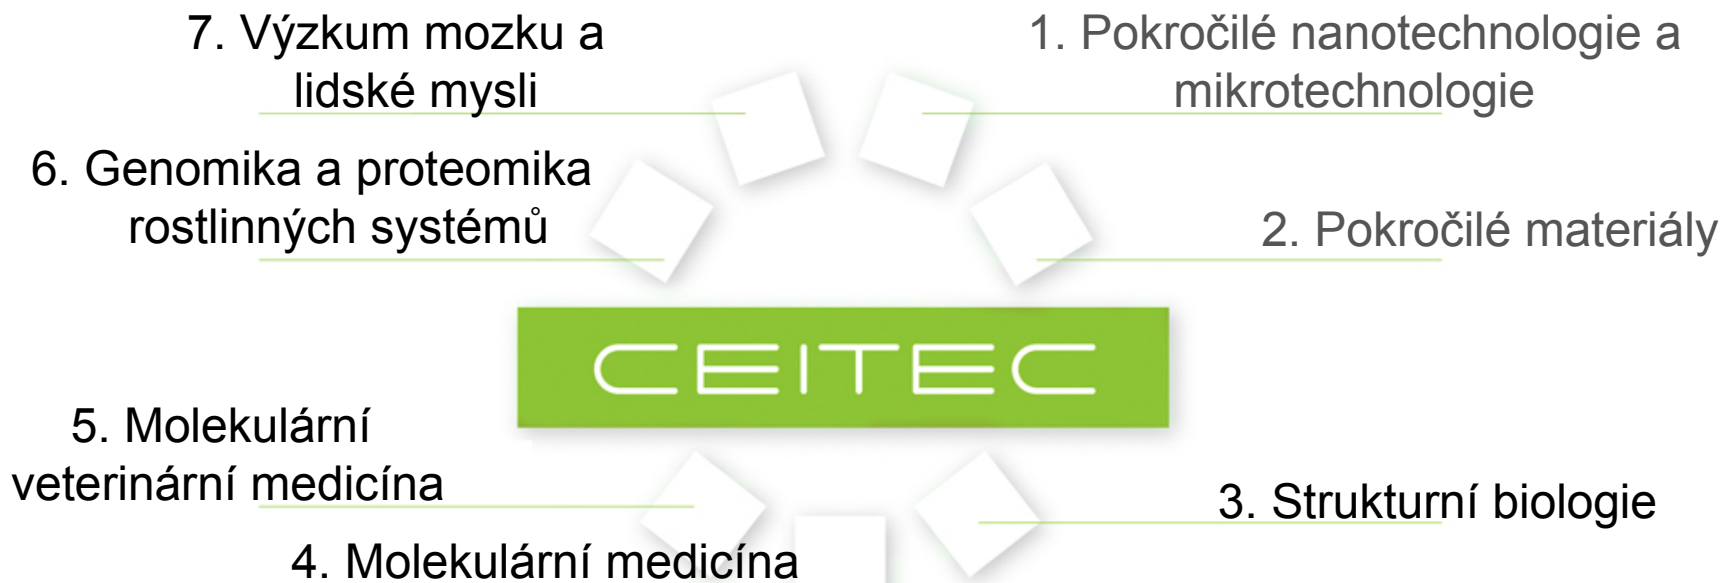 7. Výzkum mozku a
lidské mysli
1. Pokročilé nanotechnologie a
mikrotechnologie
6. Genomika a proteomika
rostlinných systémů
2. Pokročilé materiály
CEITEC
5. Molekulární
veterinární medicína
3. Strukturní biologie
4. Molekulární medicína